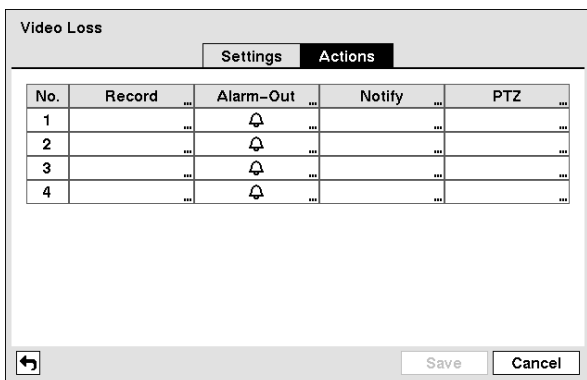 Video Loss
Settings Actions
No. Record ... Alarm-Out ... Notify ... PTZ ...
1 ... ... ... ...
2 ... ... ... ...
3 ... ... ... ...
4 ... ... ... ...
Save Cancel